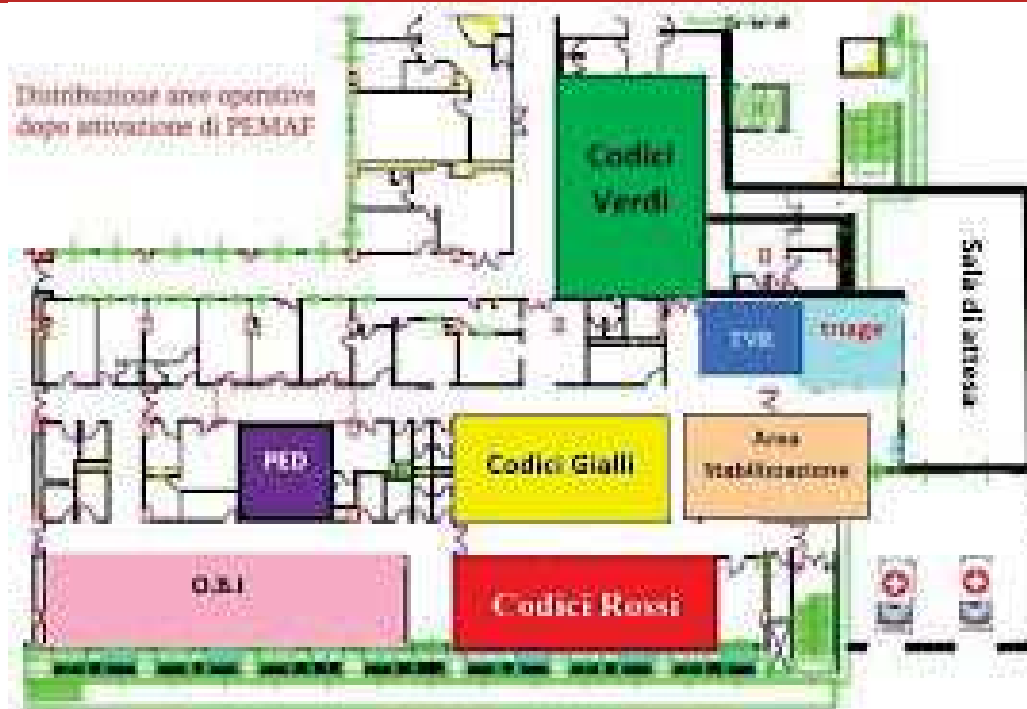 Distribuzione aree operative
dopo attivazione di PEMAF
Codici
Verdi
Sala di attesa
TVR
triage
PED
Codici Gialli
Area
Stabilizzazione
O.B.I
Codici Rossi